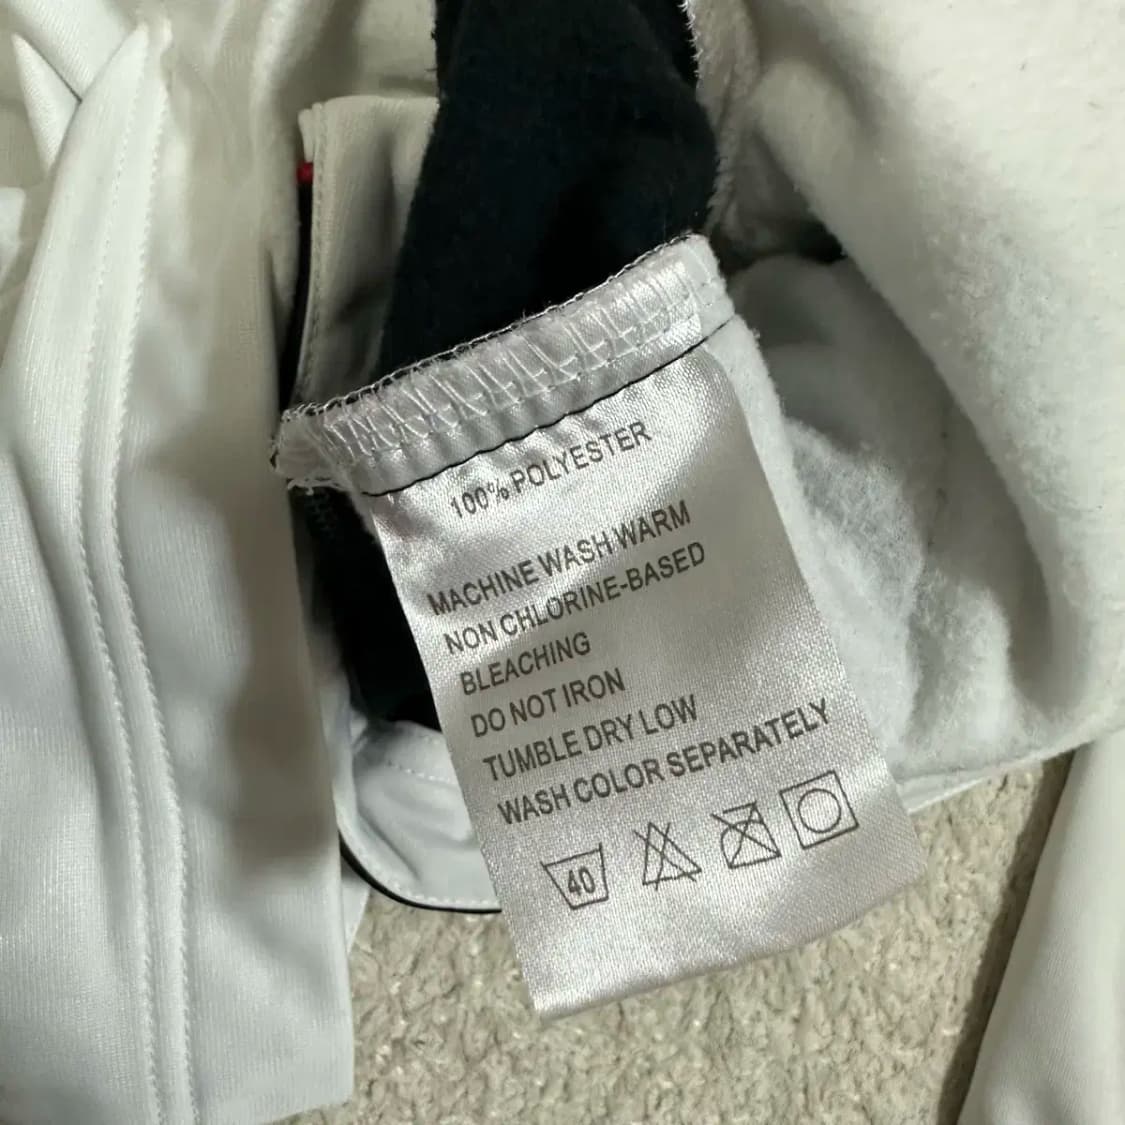 100% POLYESTER
MACHINE WASH WARM
NON CHLORINE-BASED
BLEACHING
DO NOT IRON
TUMBLE DRY LOW
WASH COLOR SEPARATELY
40